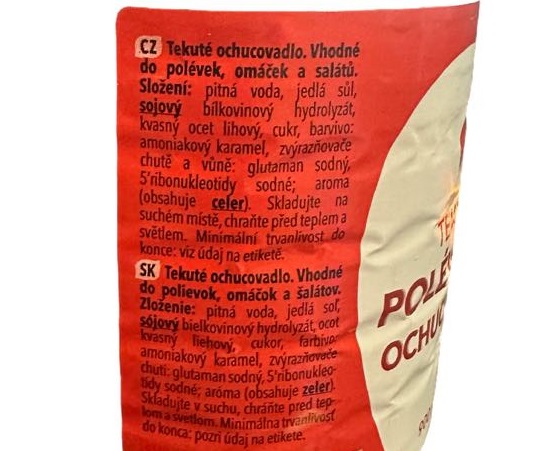 CZ Tekuté ochucovadlo. Vhodné
do polévek, omáček a salátů.
Složení: pitná voda, jedlá sůl,
sojový bílkovinový hydrolyzát,
kvasný ocet lihový, cukr, barvivo:
amoniakový karamel, zvýrazňovače
chutě a vůně: glutaman sodný,
5'ribonukleotidy sodné; aroma
(obsahuje celer). Skladujte na
suchém místě, chraňte před teplem a
světlem. Minimální trvanlivost do
konce: viz údaj na etiketě.
SK Tekuté ochucovadlo. Vhodné
do polievok, omáčok a šalátov.
Zloženie: pitná voda, jedlá soľ,
sójový bielkovinový hydrolyzát, ocot
kvasný liehový, cukor, farbivo:
amoniakový karamel, zvýrazňovače
chuti: glutaman sodný, 5'ribonukleo-
tidy sodné; aróma (obsahuje zeler).
Skladujte v suchu, chráňte pred tep-
lom a svetlom. Minimálna trvanlivosť
do konca: pozri údaj na etikete.
POLÉV
OCHUC